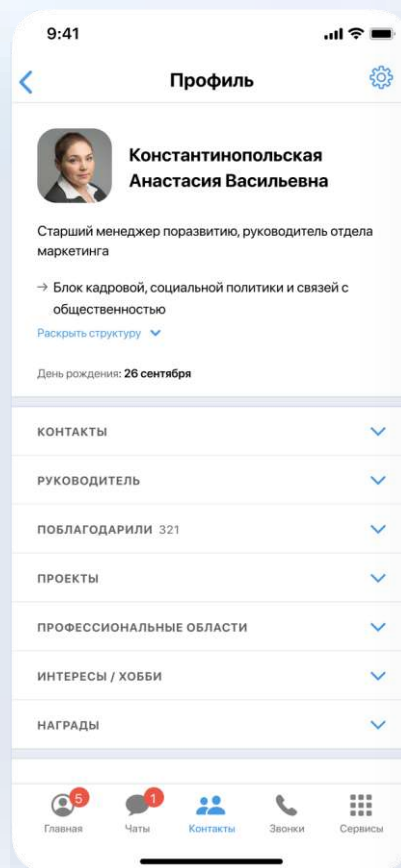 9:41
Профиль
Константинопольская
Анастасия Васильевна
Старший менеджер поразвитию, руководитель отдела
маркетинга
→ Блок кадровой, социальной политики и связей с
общественностью
Раскрыть структуру
День рождения: 26 сентября
КОНТАКТЫ
РУКОВОДИТЕЛЬ
ПОБЛАГОДАРИЛИ 321
ПРОЕКТЫ
ПРОФЕССИОНАЛЬНЫЕ ОБЛАСТИ
ИНТЕРЕСЫ / ХОББИ
НАГРАДЫ
5 1
Главная Чаты Контакты Звонки Сервисы